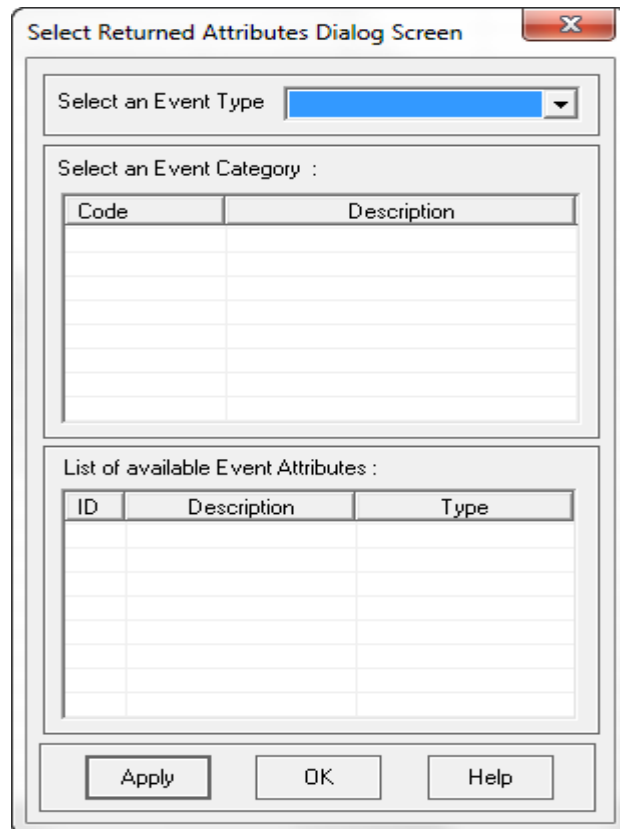 Select Returned Attributes Dialog Screen
Select an Event Type
Select an Event Category :
Code Description
List of available Event Attributes :
ID Description Type
Apply OK Help